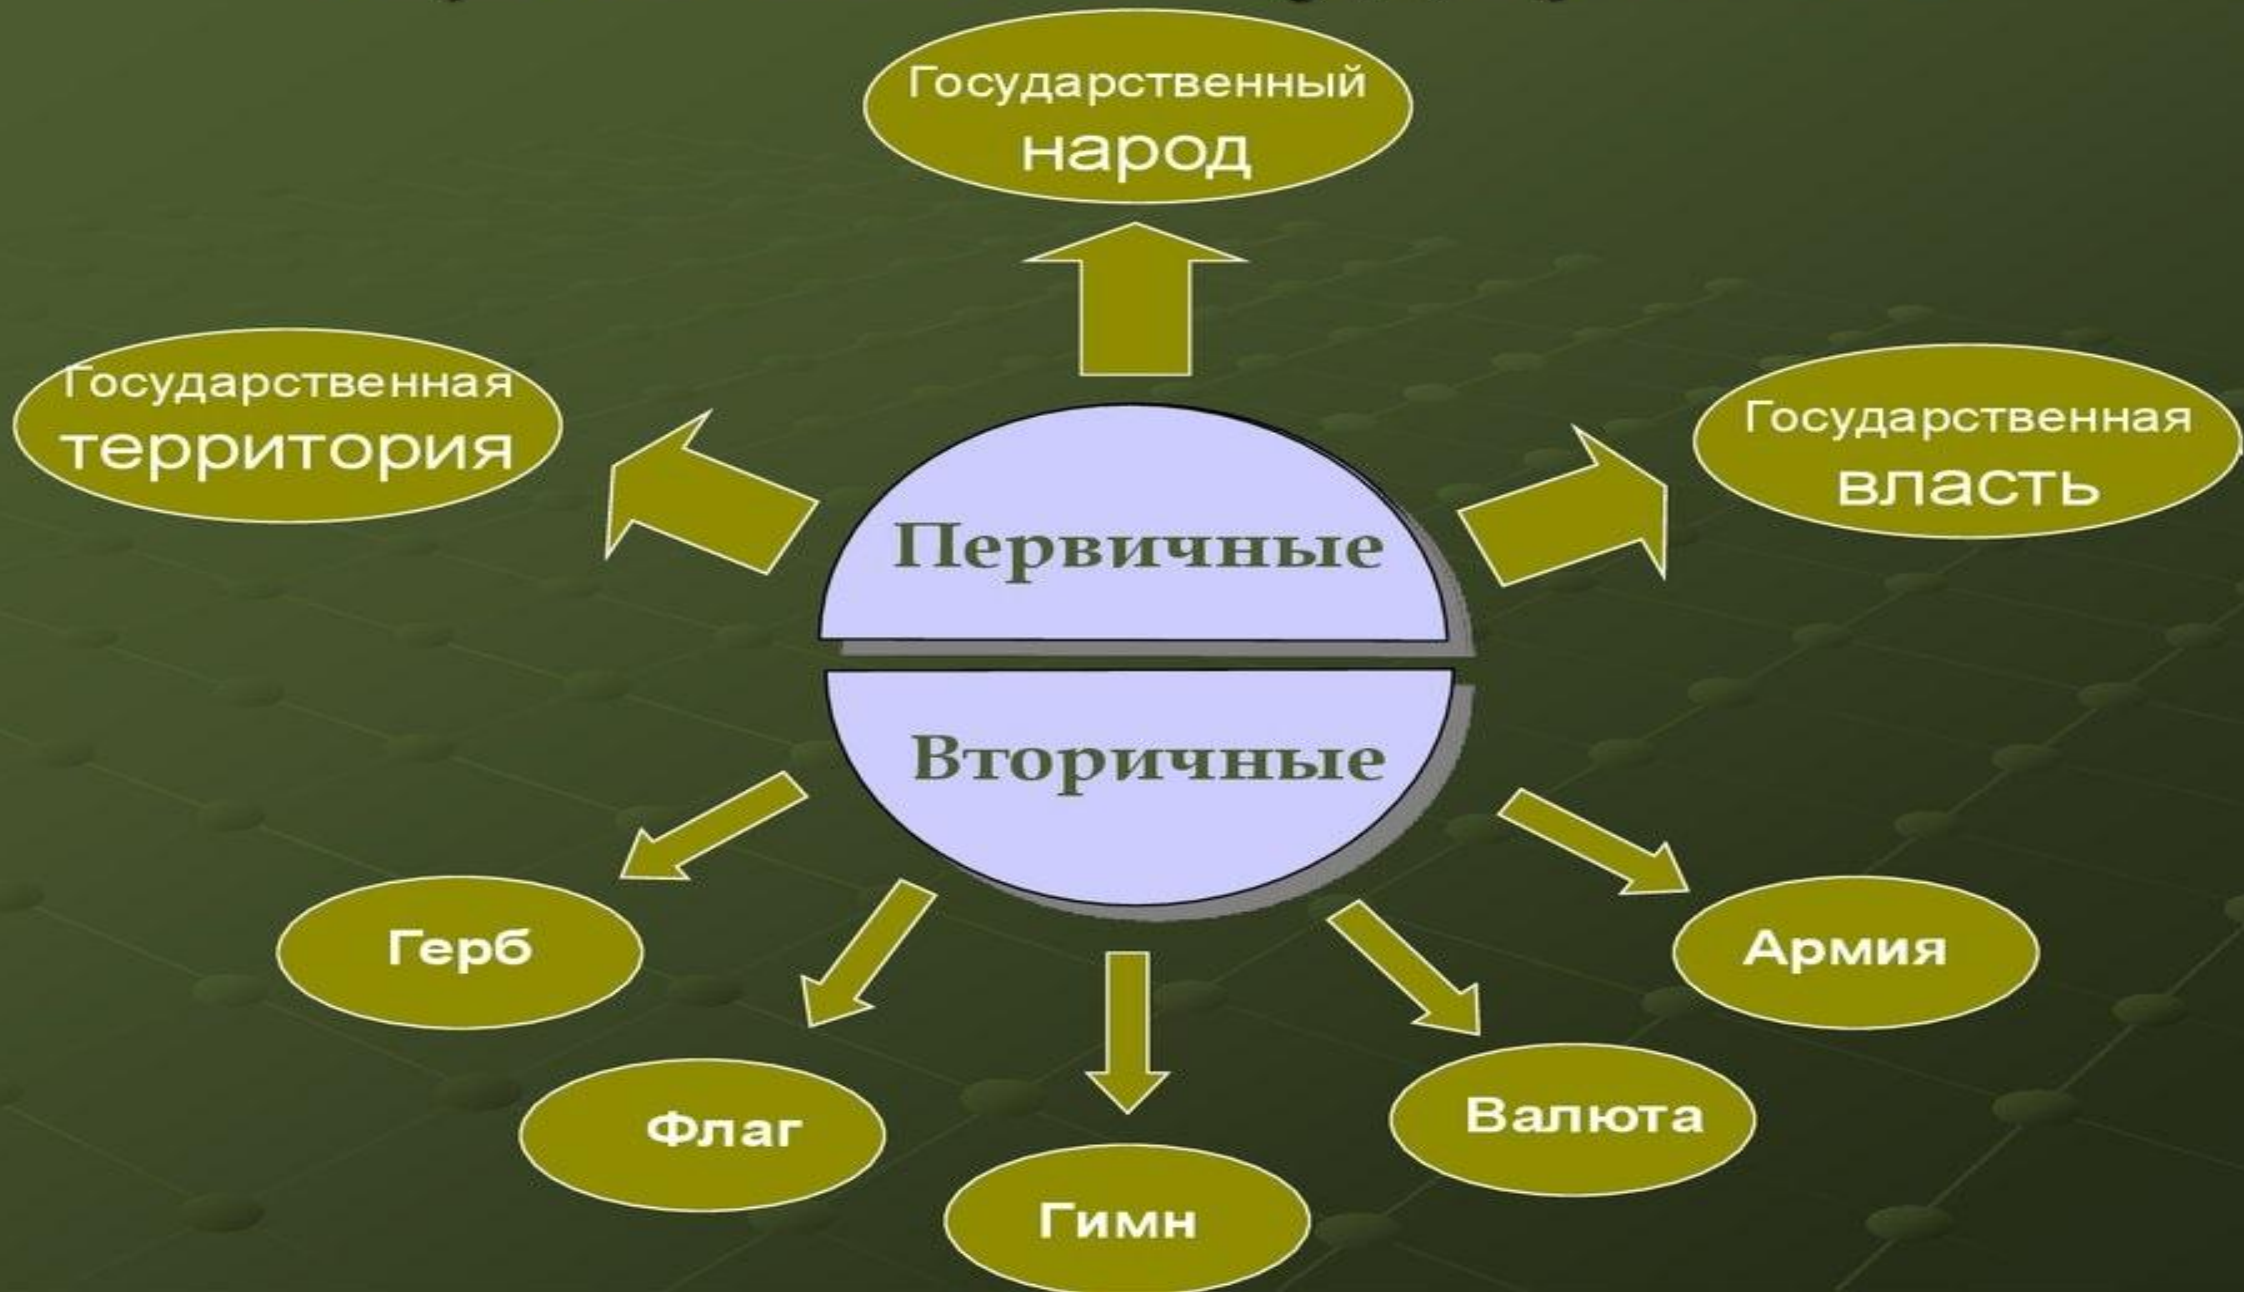 Государственный
народ
Государственная
территория
Государственная
власть
Первичные
Вторичные
Герб
Армия
Флаг
Валюта
Гимн